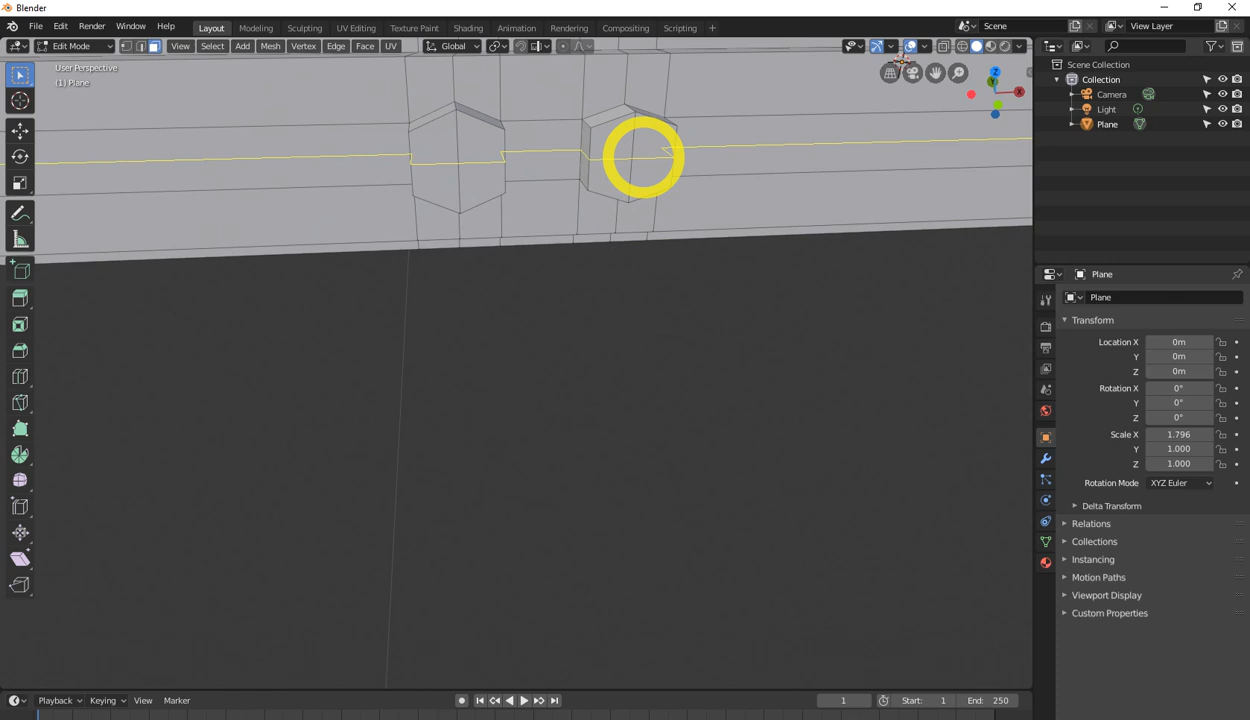 Blender
File Edit Render Window Help Layout Modeling Sculpting UV Editing Texture Paint Shading Animation Rendering Compositing Scripting + Scene View Layer
Edit Mode View Select Add Mesh Vertex Edge Face UV Global
User Perspective
(1) Plane
Z
Y
X
Scene Collection
Collection
Camera
Light
Plane
Plane
Plane
Transform
Location X 0m
Y 0m
Z 0m
Rotation X 0°
Y 0°
Z 0°
Scale X 1.796
Y 1.000
Z 1.000
Rotation Mode XYZ Euler
Delta Transform
Relations
Collections
Instancing
Motion Paths
Viewport Display
Custom Properties
Playback Keying View Marker 1 Start: 1 End: 250